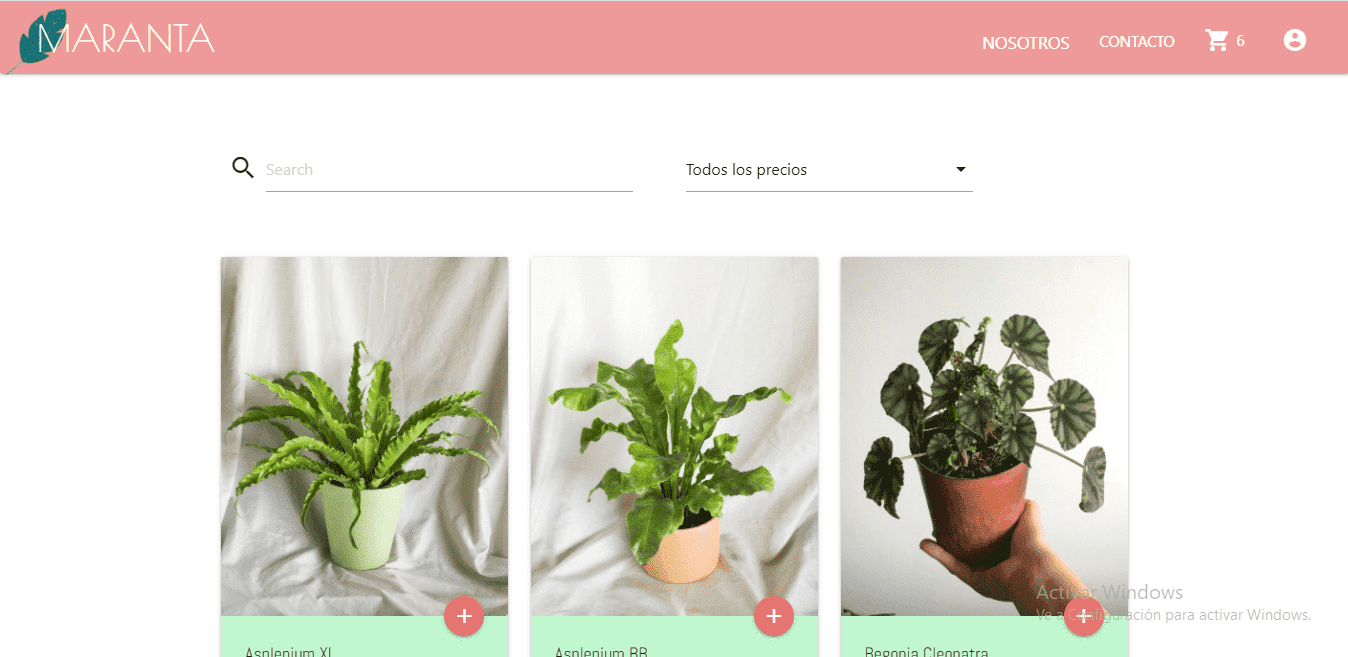 MARANTA
NOSOTROS
CONTACTO
6
Search
Todos los precios
+
+
+
Activar Windows
Ve a Configuración para activar Windows.
Asplenium XL
Asplenium BB
Begonia Cleopatra